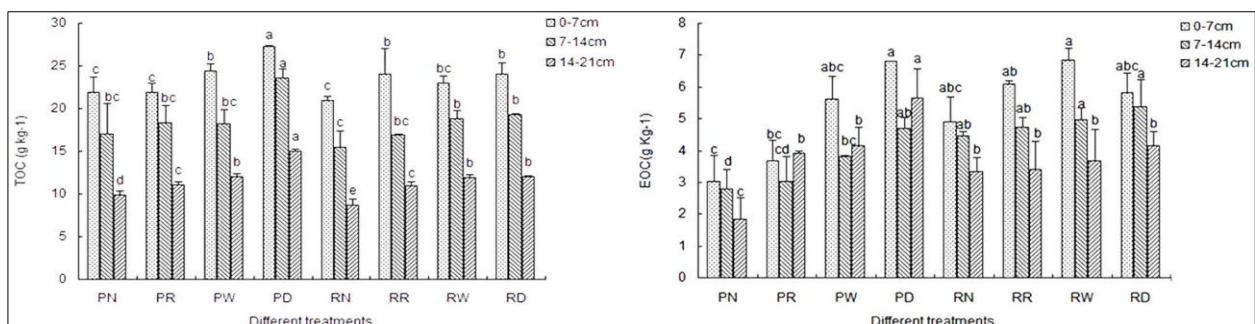 30
25
20
15
10
5
0
TOC (g kg-1)
0-7cm
7-14cm
14-21cm
c bc d
c bc c
b bc c
a a a
c c e
b b c
bc b b
b b b
PN PR PW PD RN RR RW RD
Different treatments
8
7
6
5
4
3
2
1
0
EOC(g Kg-1)
0-7cm
7-14cm
14-21cm
c d c
bc cd b
abc bc b
a ab a
abc ab b
ab ab b
a a b
abc a b
PN PR PW PD RN RR RW RD
Different treatments